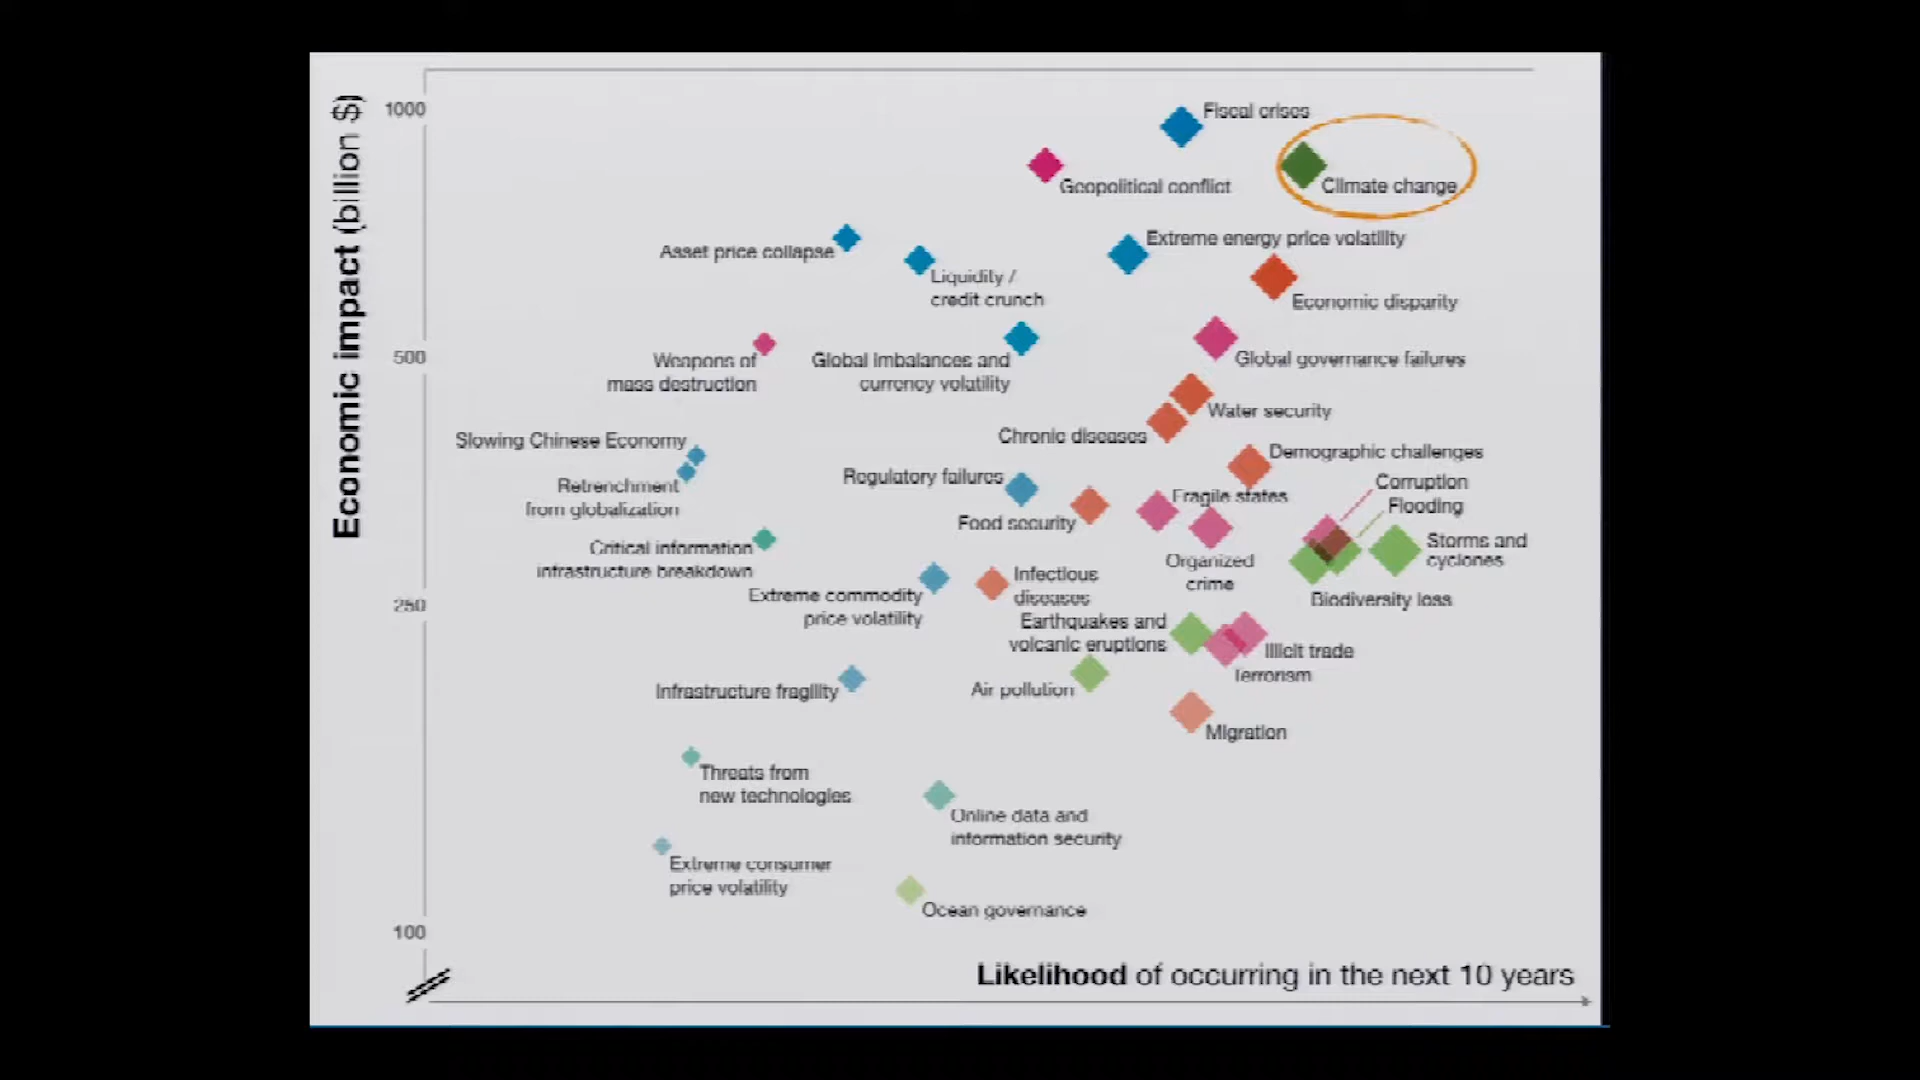 Economic impact (billion $)
1000
500
250
100
Fiscal crises
Geopolitical conflict
Climate change
Asset price collapse
Extreme energy price volatility
Liquidity /
credit crunch
Economic disparity
Weapons of
mass destruction
Global imbalances and
currency volatility
Global governance failures
Water security
Chronic diseases
Slowing Chinese Economy
Demographic challenges
Retrenchment
from globalization
Regulatory failures
Corruption
Flooding
Fragile states
Food security
Storms and
cyclones
Critical information
infrastructure breakdown
Organized
crime
Infectious
diseases
Extreme commodity
price volatility
Biodiversity loss
Earthquakes and
volcanic eruptions
Illicit trade
Terrorism
Infrastructure fragility
Air pollution
Migration
Threats from
new technologies
Online data and
information security
Extreme consumer
price volatility
Ocean governance
Likelihood of occurring in the next 10 years